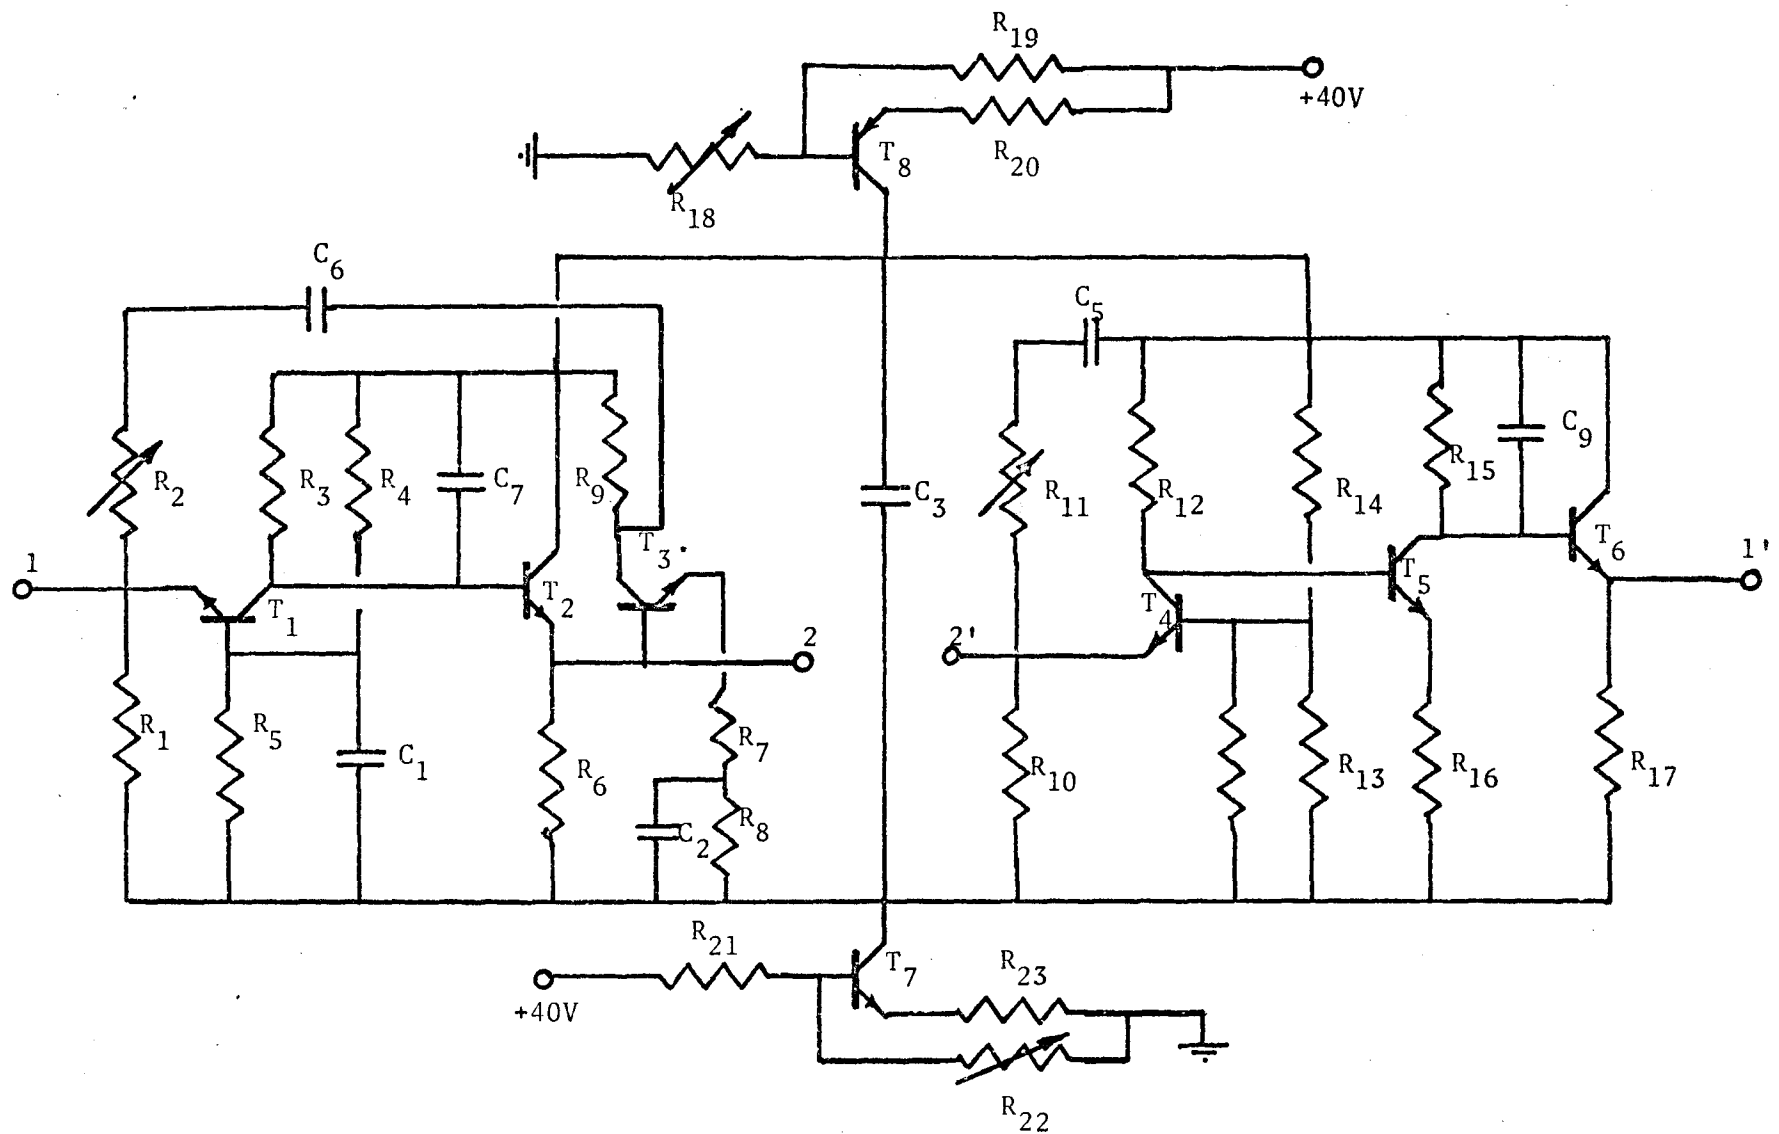 R19
+40V
T8
R20
R18
C6
C5
R2
R3
R4
C7
R9
C3
R11
R12
R14
R15
C9
1
T1
T2
T3
T4
T5
T6
1'
2
2'
R1
R5
C1
R6
R7
C2
R8
R10
R13
R16
R17
R21
T7
R23
+40V
R22